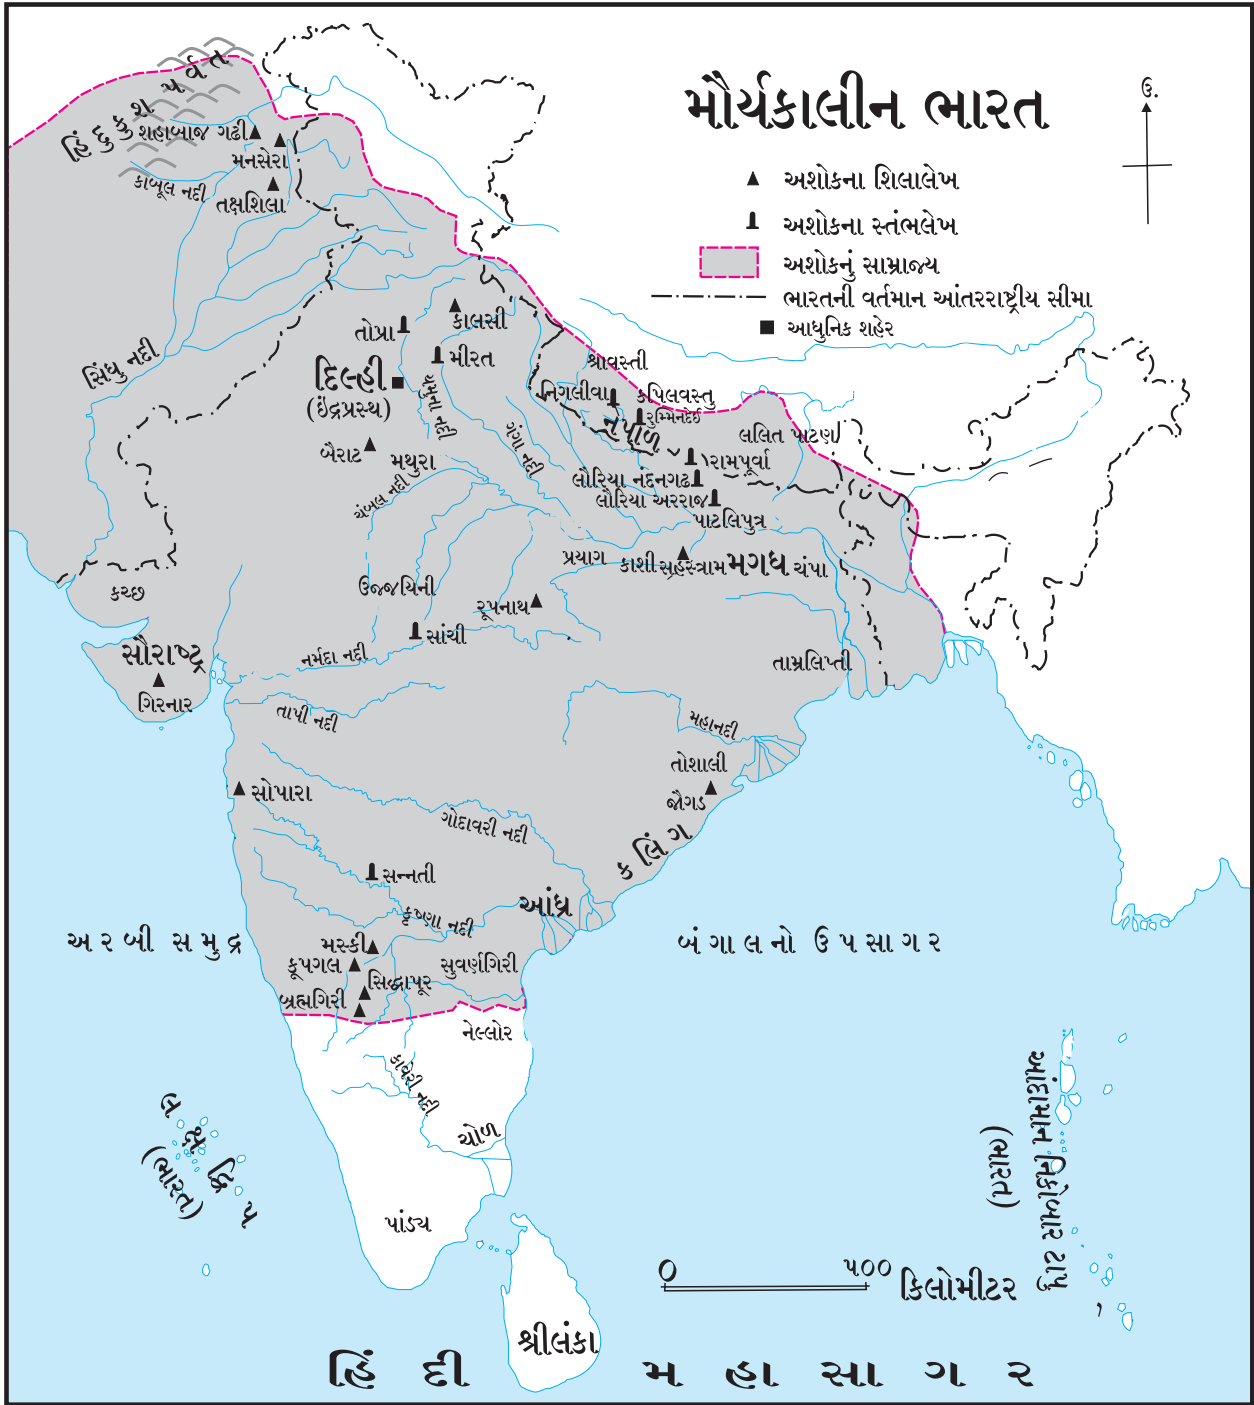 મૌર્યકાલીન ભારત
ઉ.
અશોકના શિલાલેખ
અશોકના સ્તંભલેખ
અશોકનું સામ્રાજ્ય
ભારતની વર્તમાન આંતરરાષ્ટ્રીય સીમા
આધુનિક શહેર
હિંદુકુશ પર્વત
શહાબાજ ગઢી
મનસેરા
કાબૂલ નદી
તક્ષશિલા
સિંધુ નદી
તોપ્રા
કાલસી
મીરત
દિલ્હી
(ઇંદ્રપ્રસ્થ)
યમુના નદી
ગંગા નદી
શ્રાવસ્તી
નિગલીવા
કપિલવસ્તુ
રુમ્મિનદેઈ
નેપાળ
લલિત પાટણ
બૈરાટ
મથુરા
રામપૂર્વા
લૌરિયા નંદનગઢ
લૌરિયા અરરાજ
ચંબલ નદી
પાટલિપુત્ર
પ્રયાગ
કાશી
સહસ્ત્રામ
મગધ
ચંપા
કચ્છ
ઉજ્જયિની
રૂપનાથ
સાંચી
સૌરાષ્ટ્ર
નર્મદા નદી
તામ્રલિપ્તી
ગિરનાર
તાપી નદી
મહાનદી
તોશાલી
જૌગડ
સોપારા
ગોદાવરી નદી
કલિંગ
સન્નતી
આંધ્ર
કૃષ્ણા નદી
અરબી સમુદ્ર
મસ્કી
બંગાલનો ઉપસાગર
કૂપગલ
સુવર્ણગિરી
સિદ્ધાપૂર
બ્રહ્મગિરી
નેલ્લોર
કાવેરી નદી
ચોળ
પાંડ્ય
લક્ષદ્વિપ
(ભારત)
આંદામાન નિકોબાર ટાપુ
(ભારત)
૦ ૫૦૦ કિલોમીટર
શ્રીલંકા
હિંદી મહાસાગર